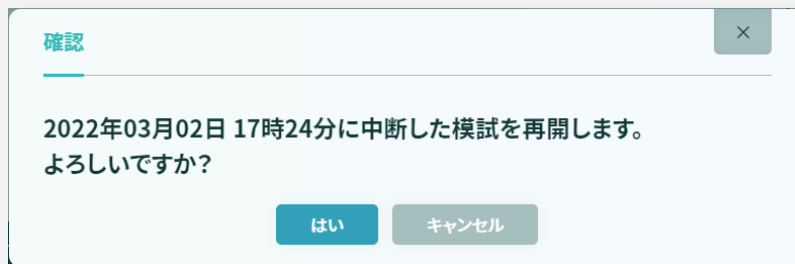 確認
×
2022年03月02日 17時24分に中断した模試を再開します。
よろしいですか?
はい
キャンセル